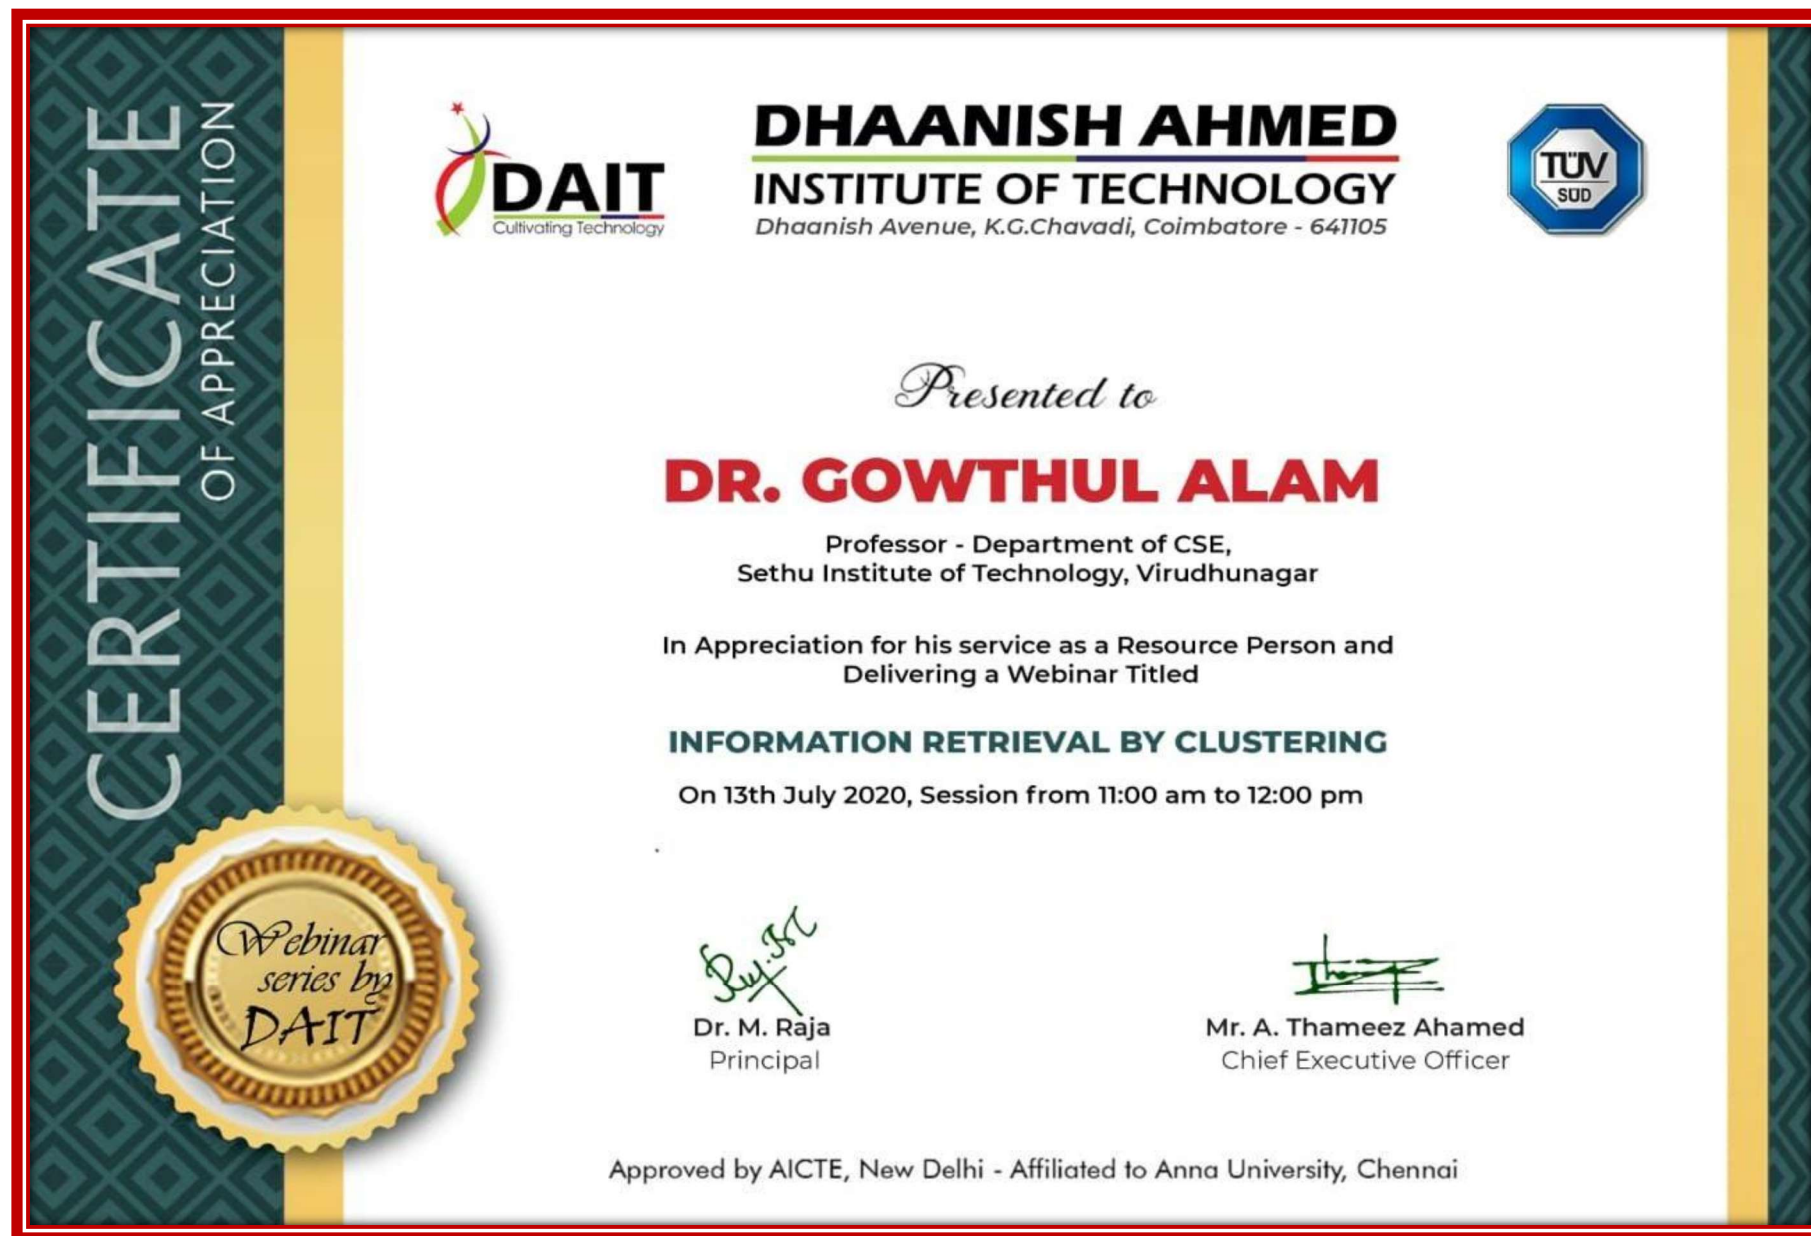 CERTIFICATE
OF APPRECIATION
DAIT
Cultivating Technology
DHAANISH AHMED
INSTITUTE OF TECHNOLOGY
Dhaanish Avenue, K.G.Chavadi, Coimbatore - 641105
TÜV
SÜD
Presented to
DR. GOWTHUL ALAM
Professor - Department of CSE,
Sethu Institute of Technology, Virudhunagar
In Appreciation for his service as a Resource Person and
Delivering a Webinar Titled
INFORMATION RETRIEVAL BY CLUSTERING
On 13th July 2020, Session from 11:00 am to 12:00 pm
Webinar
series by
DAIT
Dr. M. Raja
Principal
Mr. A. Thameez Ahamed
Chief Executive Officer
Approved by AICTE, New Delhi - Affiliated to Anna University, Chennai